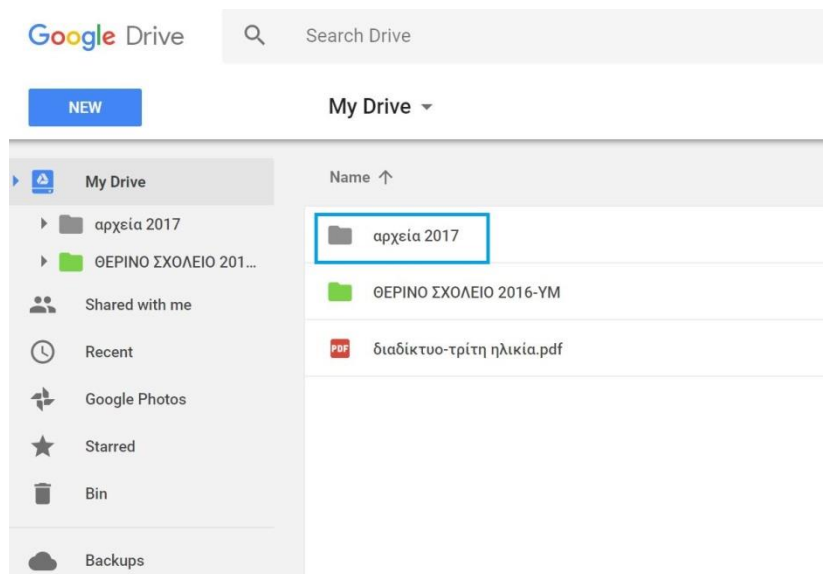 Google Drive
Search Drive
NEW
My Drive
My Drive
αρχεία 2017
ΘΕΡΙΝΟ ΣΧΟΛΕΙΟ 201...
Shared with me
Recent
Google Photos
Starred
Bin
Backups
Name
αρχεία 2017
ΘΕΡΙΝΟ ΣΧΟΛΕΙΟ 2016-ΥΜ
PDF
διαδίκτυο-τρίτη ηλικία.pdf